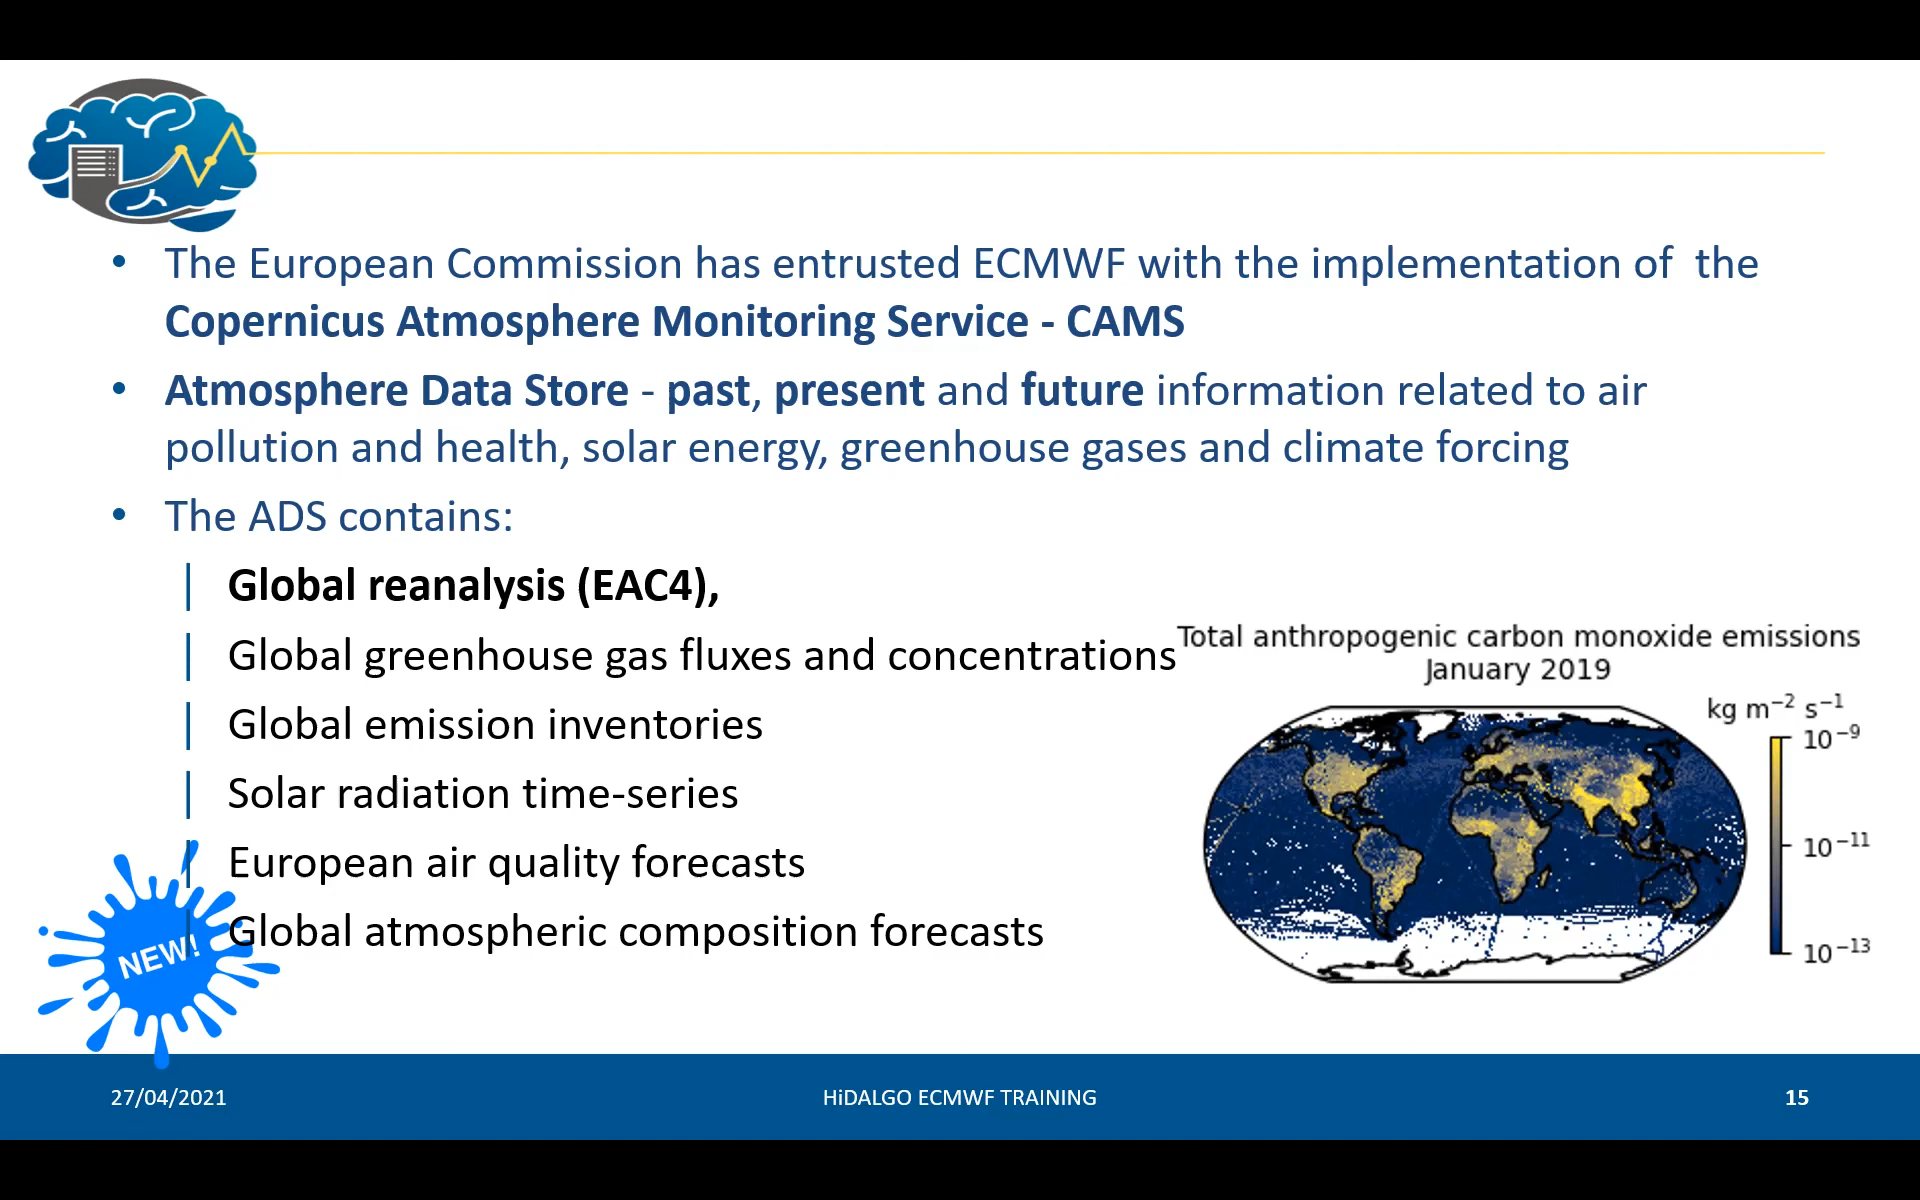 • The European Commission has entrusted ECMWF with the implementation of the
Copernicus Atmosphere Monitoring Service - CAMS
• Atmosphere Data Store - past, present and future information related to air
pollution and health, solar energy, greenhouse gases and climate forcing
• The ADS contains:
| Global reanalysis (EAC4),
| Global greenhouse gas fluxes and concentrations
| Global emission inventories
| Solar radiation time-series
| European air quality forecasts
| Global atmospheric composition forecasts
NEW!
Total anthropogenic carbon monoxide emissions
January 2019
kg m⁻² s⁻¹
10⁻⁹
10⁻¹¹
10⁻¹³
27/04/2021
HiDALGO ECMWF TRAINING
15